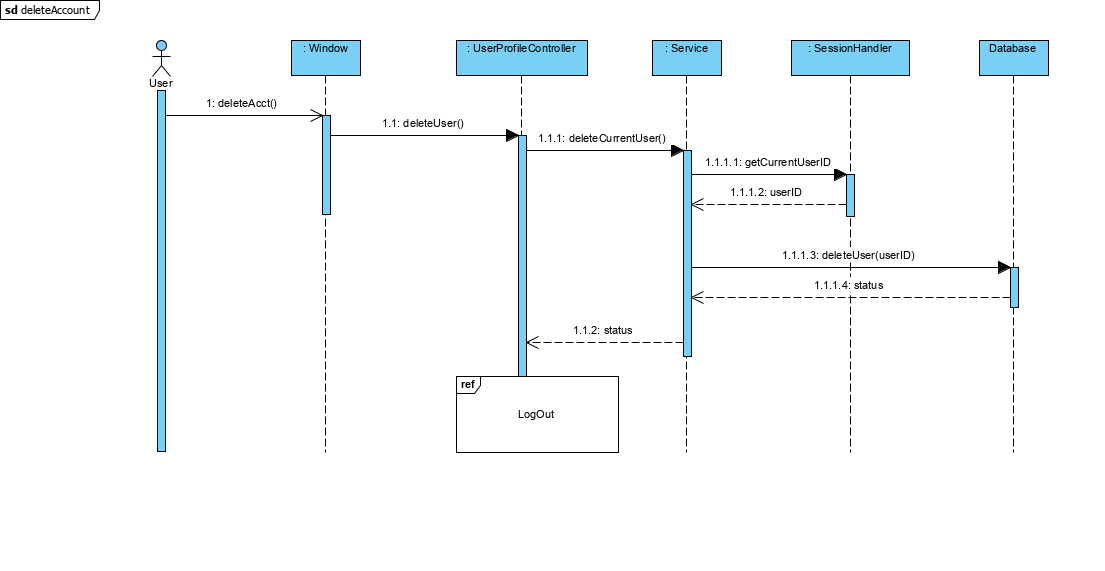 sd deleteAccount
: Window
: UserProfileController
: Service
: SessionHandler
Database
User
1: deleteAcct()
1.1: deleteUser()
1.1.1: deleteCurrentUser()
1.1.1.1: getCurrentUserID
1.1.1.2: userID
1.1.1.3: deleteUser(userID)
1.1.1.4: status
1.1.2: status
ref
LogOut